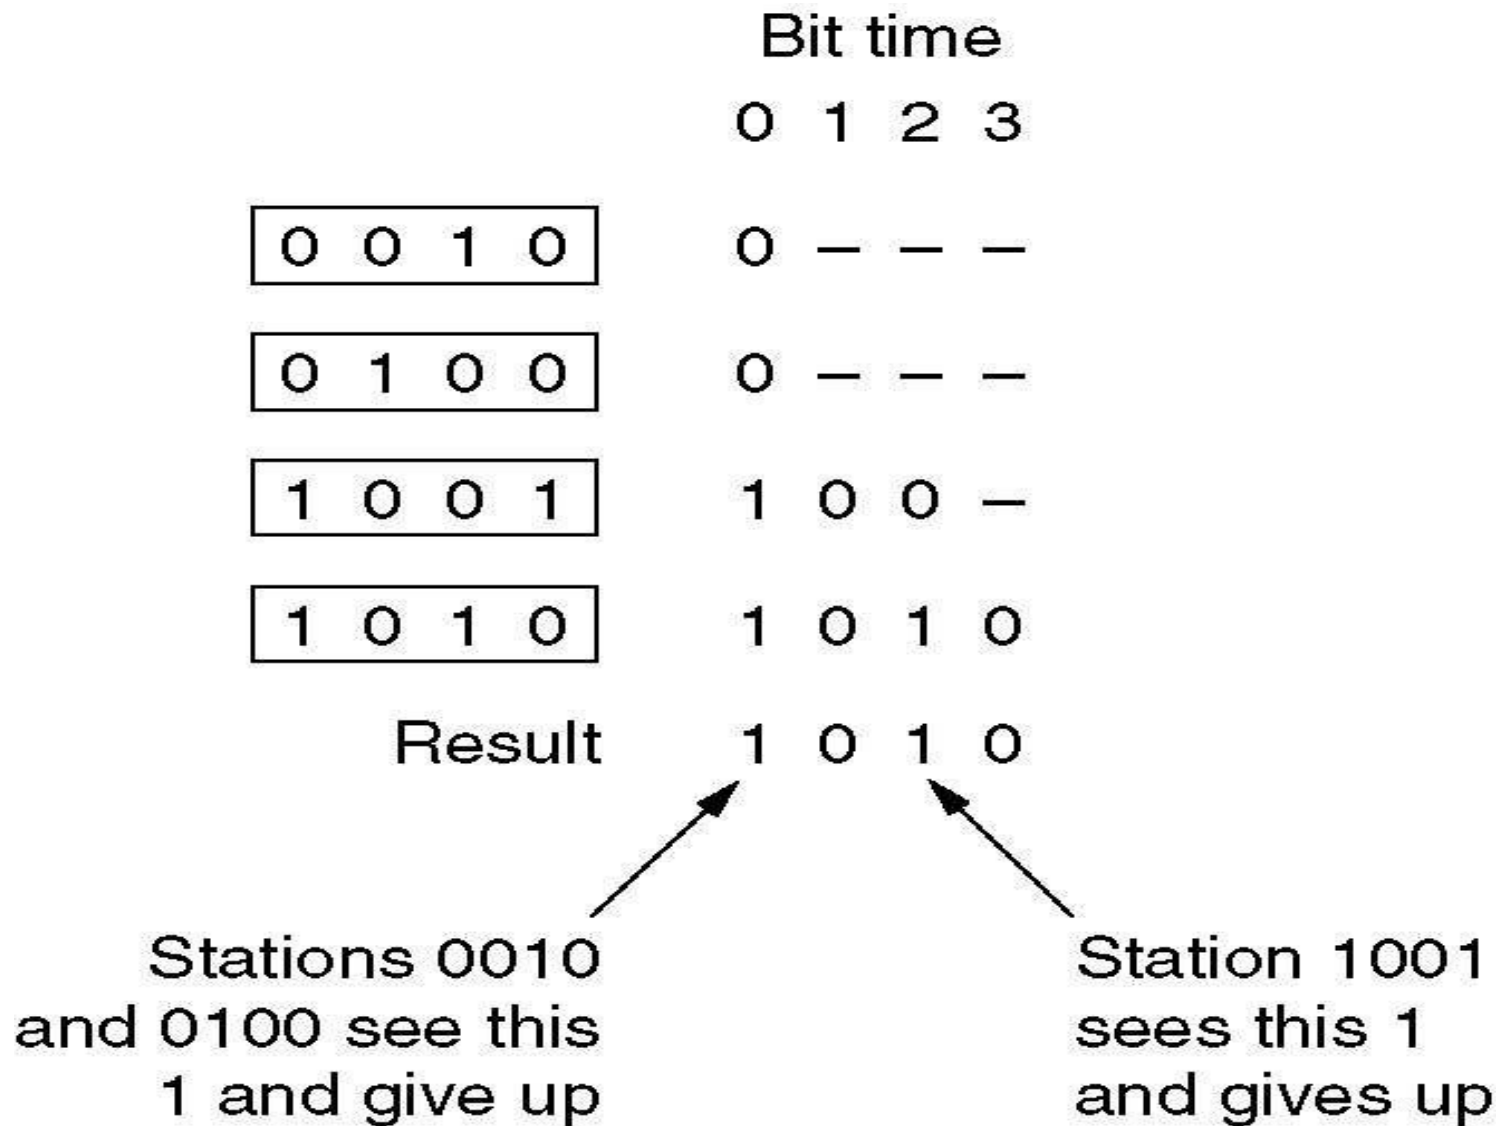 Bit time
0 1 2 3
0 0 1 0 0 – – –
0 1 0 0 0 – – –
1 0 0 1 1 0 0 –
1 0 1 0 1 0 1 0
Result 1 0 1 0
Stations 0010
and 0100 see this
1 and give up
Station 1001
sees this 1
and gives up